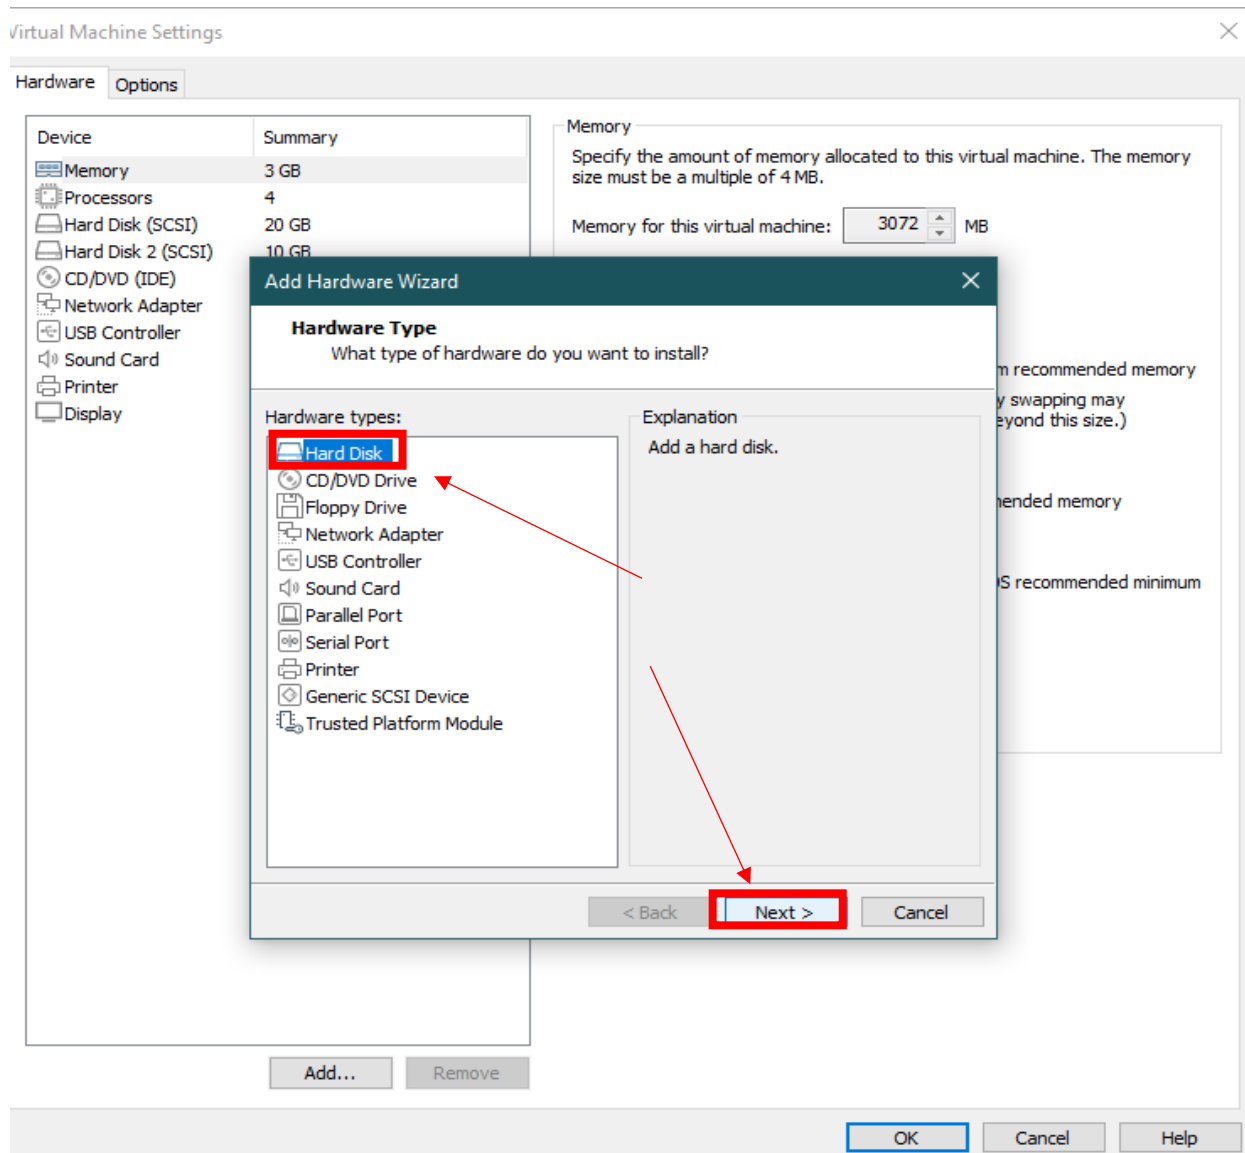 Virtual Machine Settings
Hardware Options
Device Summary
Memory 3 GB
Processors 4
Hard Disk (SCSI) 20 GB
Hard Disk 2 (SCSI) 10 GB
CD/DVD (IDE)
Network Adapter
USB Controller
Sound Card
Printer
Display
Memory
Specify the amount of memory allocated to this virtual machine. The memory
size must be a multiple of 4 MB.
Memory for this virtual machine: 3072 MB
recommended memory
swapping may
this size.)
memory
recommended minimum
Add Hardware Wizard
Hardware Type
What type of hardware do you want to install?
Hardware types:
Hard Disk
CD/DVD Drive
Floppy Drive
Network Adapter
USB Controller
Sound Card
Parallel Port
Serial Port
Printer
Generic SCSI Device
Trusted Platform Module
Explanation
Add a hard disk.
< Back Next > Cancel
Add... Remove
OK Cancel Help